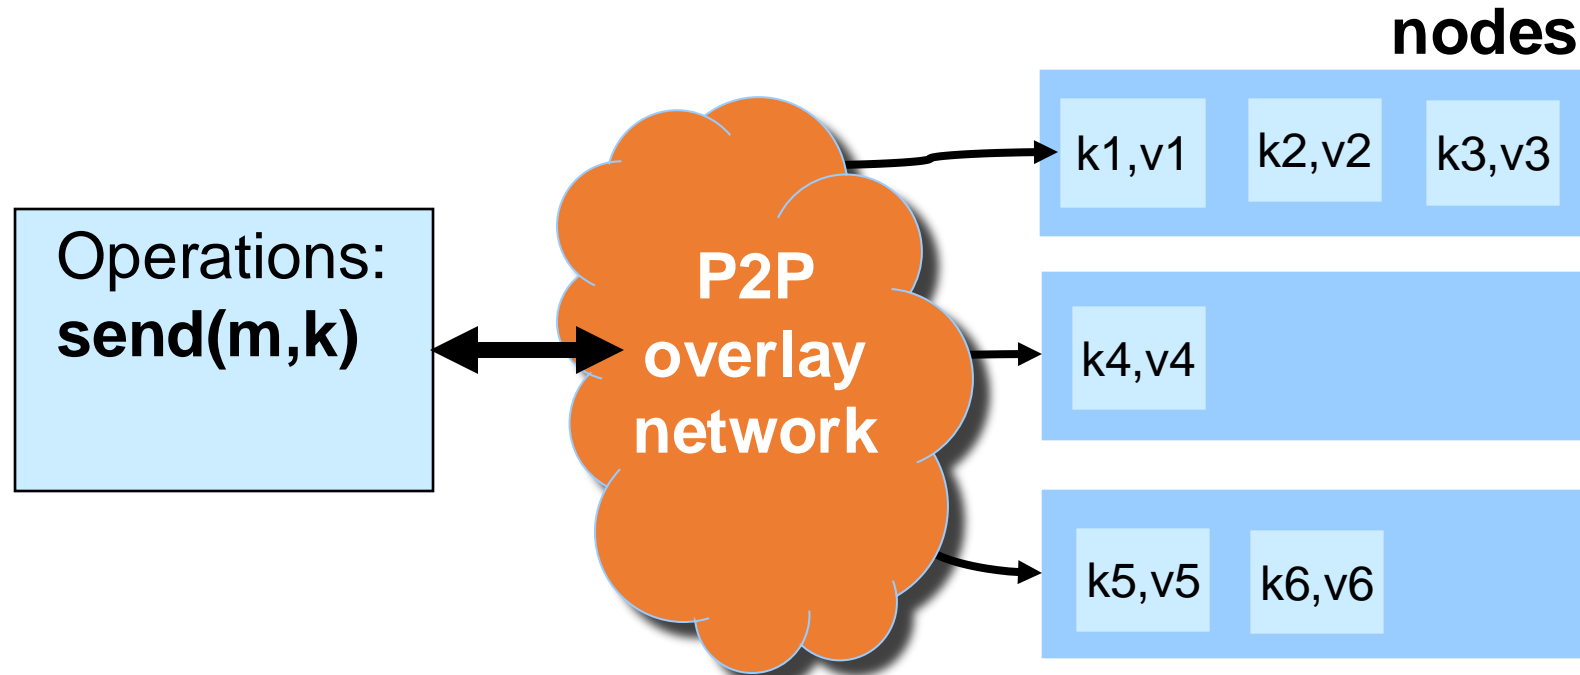 nodes
k1,v1 k2,v2 k3,v3
Operations:
send(m,k)
P2P
overlay
network
k4,v4
k5,v5 k6,v6